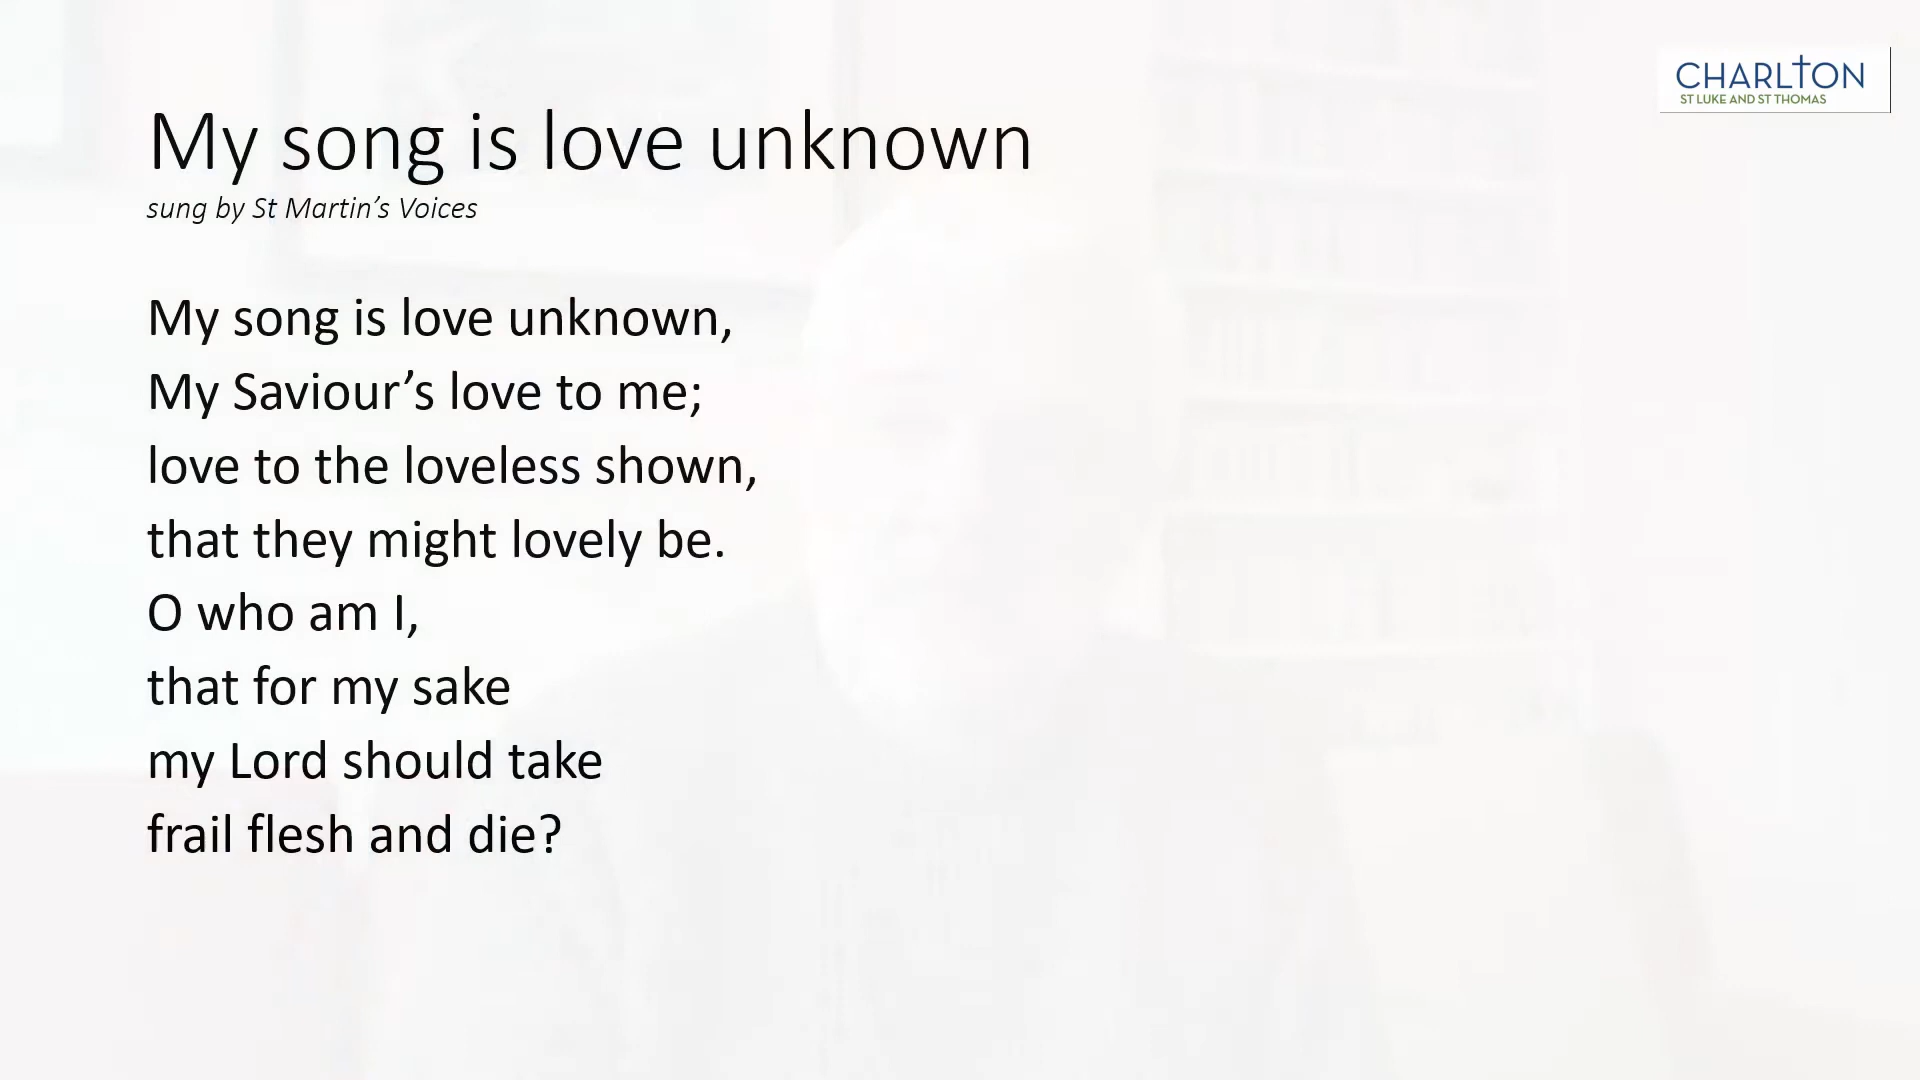 CHARLTON
ST LUKE AND ST THOMAS
My song is love unknown
sung by St Martin’s Voices
My song is love unknown,
My Saviour’s love to me;
love to the loveless shown,
that they might lovely be.
O who am I,
that for my sake
my Lord should take
frail flesh and die?